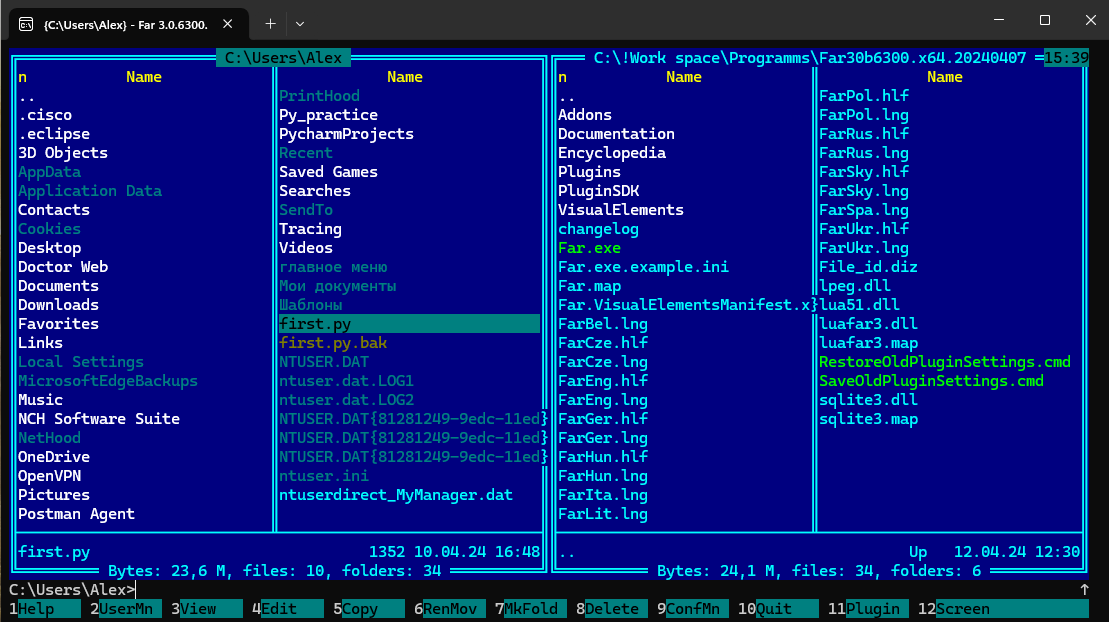 {C:\Users\Alex} - Far 3.0.6300.
C:\Users\Alex
n Name Name
..
.cisco
.eclipse
3D Objects
AppData
Application Data
Contacts
Cookies
Desktop
Doctor Web
Documents
Downloads
Favorites
Links
Local Settings
MicrosoftEdgeBackups
Music
NCH Software Suite
NetHood
OneDrive
OpenVPN
Pictures
Postman Agent
PrintHood
Py_practice
PycharmProjects
Recent
Saved Games
Searches
SendTo
Tracing
Videos
главное меню
Мои документы
Шаблоны
first.py
first.py.bak
NTUSER.DAT
ntuser.dat.LOG1
ntuser.dat.LOG2
NTUSER.DAT{81281249-9edc-11ed}
NTUSER.DAT{81281249-9edc-11ed}
NTUSER.DAT{81281249-9edc-11ed}
ntuser.ini
ntuserdirect_MyManager.dat
first.py 1352 10.04.24 16:48
Bytes: 23,6 M, files: 10, folders: 34
C:\!Work space\Programms\Far30b6300.x64.20240407 15:39
n Name Name
..
Addons
Documentation
Encyclopedia
Plugins
PluginSDK
VisualElements
changelog
Far.exe
Far.exe.example.ini
Far.map
Far.VisualElementsManifest.x}
FarBel.lng
FarCze.hlf
FarCze.lng
FarEng.hlf
FarEng.lng
FarGer.hlf
FarGer.lng
FarHun.hlf
FarHun.lng
FarIta.lng
FarLit.lng
FarPol.hlf
FarPol.lng
FarRus.hlf
FarRus.lng
FarSky.hlf
FarSky.lng
FarSpa.lng
FarUkr.hlf
FarUkr.lng
File_id.diz
lpeg.dll
lua51.dll
luafar3.dll
luafar3.map
RestoreOldPluginSettings.cmd
SaveOldPluginSettings.cmd
sqlite3.dll
sqlite3.map
.. Up 12.04.24 12:30
Bytes: 24,1 M, files: 34, folders: 6
C:\Users\Alex> ↑
1Help 2UserMn 3View 4Edit 5Copy 6RenMov 7MkFold 8Delete 9ConfMn 10Quit 11Plugin 12Screen